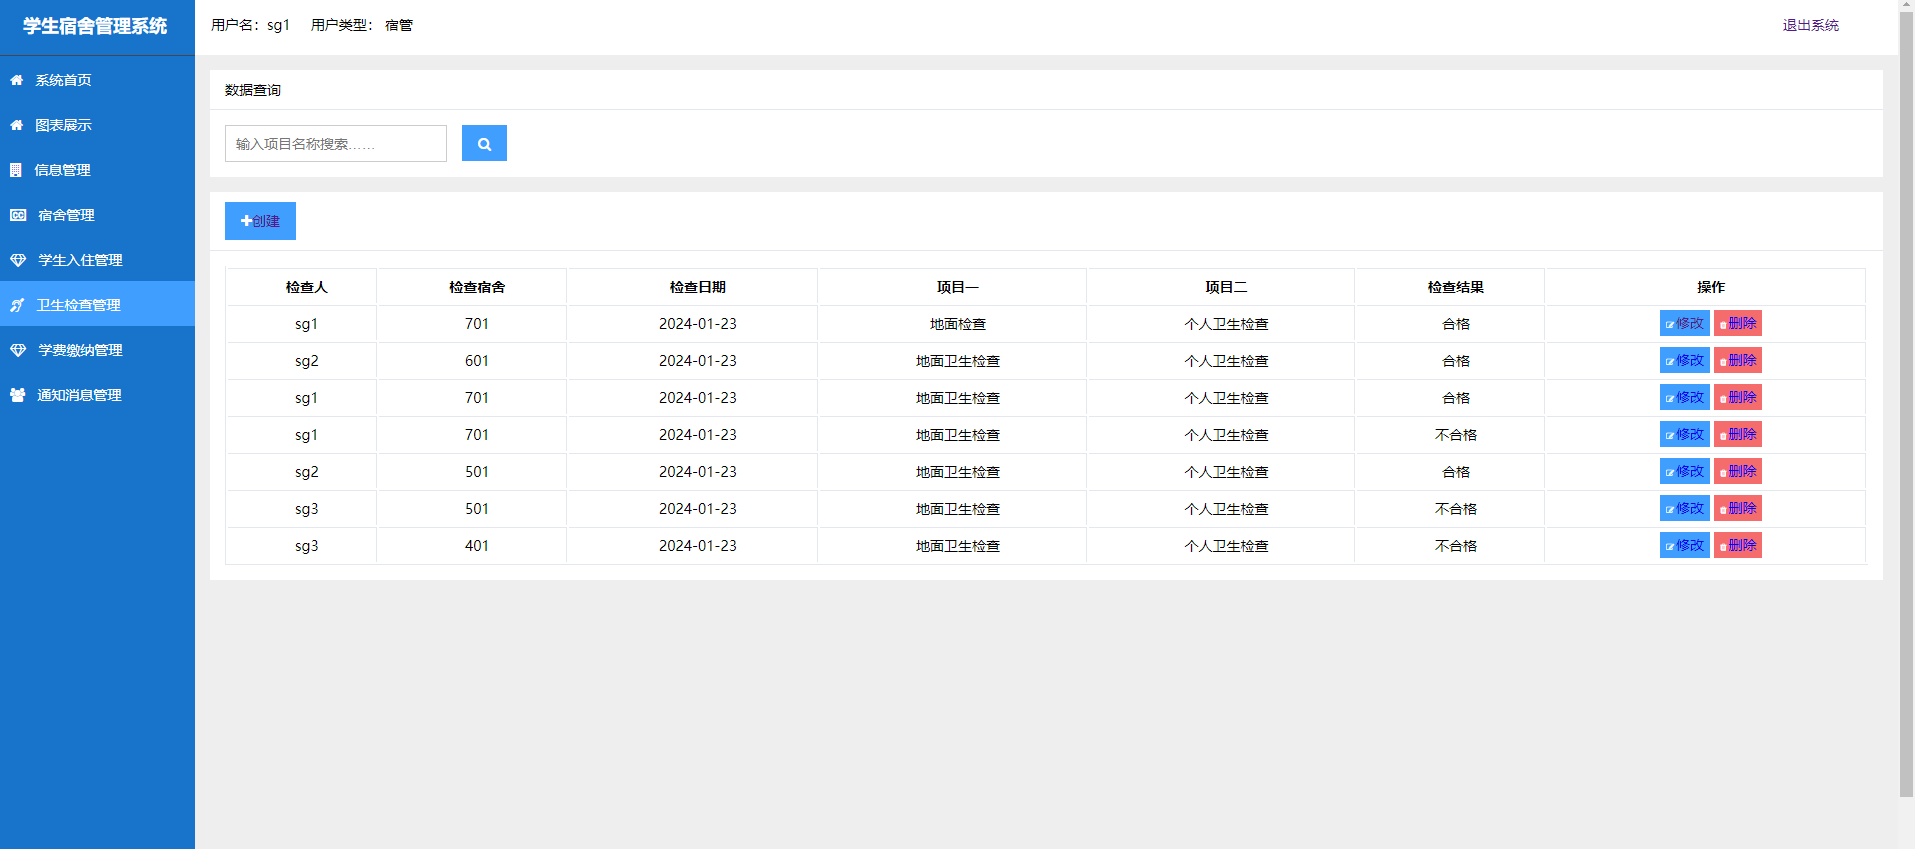 学生宿舍管理系统
用户名：sg1 用户类型： 宿管 退出系统
系统首页
图表展示
信息管理
宿舍管理
学生入住管理
卫生检查管理
学费缴纳管理
通知消息管理
数据查询
输入项目名称搜索……
创建
检查人 检查宿舍 检查日期 项目一 项目二 检查结果 操作
sg1 701 2024-01-23 地面检查 个人卫生检查 合格 修改 删除
sg2 601 2024-01-23 地面卫生检查 个人卫生检查 合格 修改 删除
sg1 701 2024-01-23 地面卫生检查 个人卫生检查 合格 修改 删除
sg1 701 2024-01-23 地面卫生检查 个人卫生检查 不合格 修改 删除
sg2 501 2024-01-23 地面卫生检查 个人卫生检查 合格 修改 删除
sg3 501 2024-01-23 地面卫生检查 个人卫生检查 不合格 修改 删除
sg3 401 2024-01-23 地面卫生检查 个人卫生检查 不合格 修改 删除